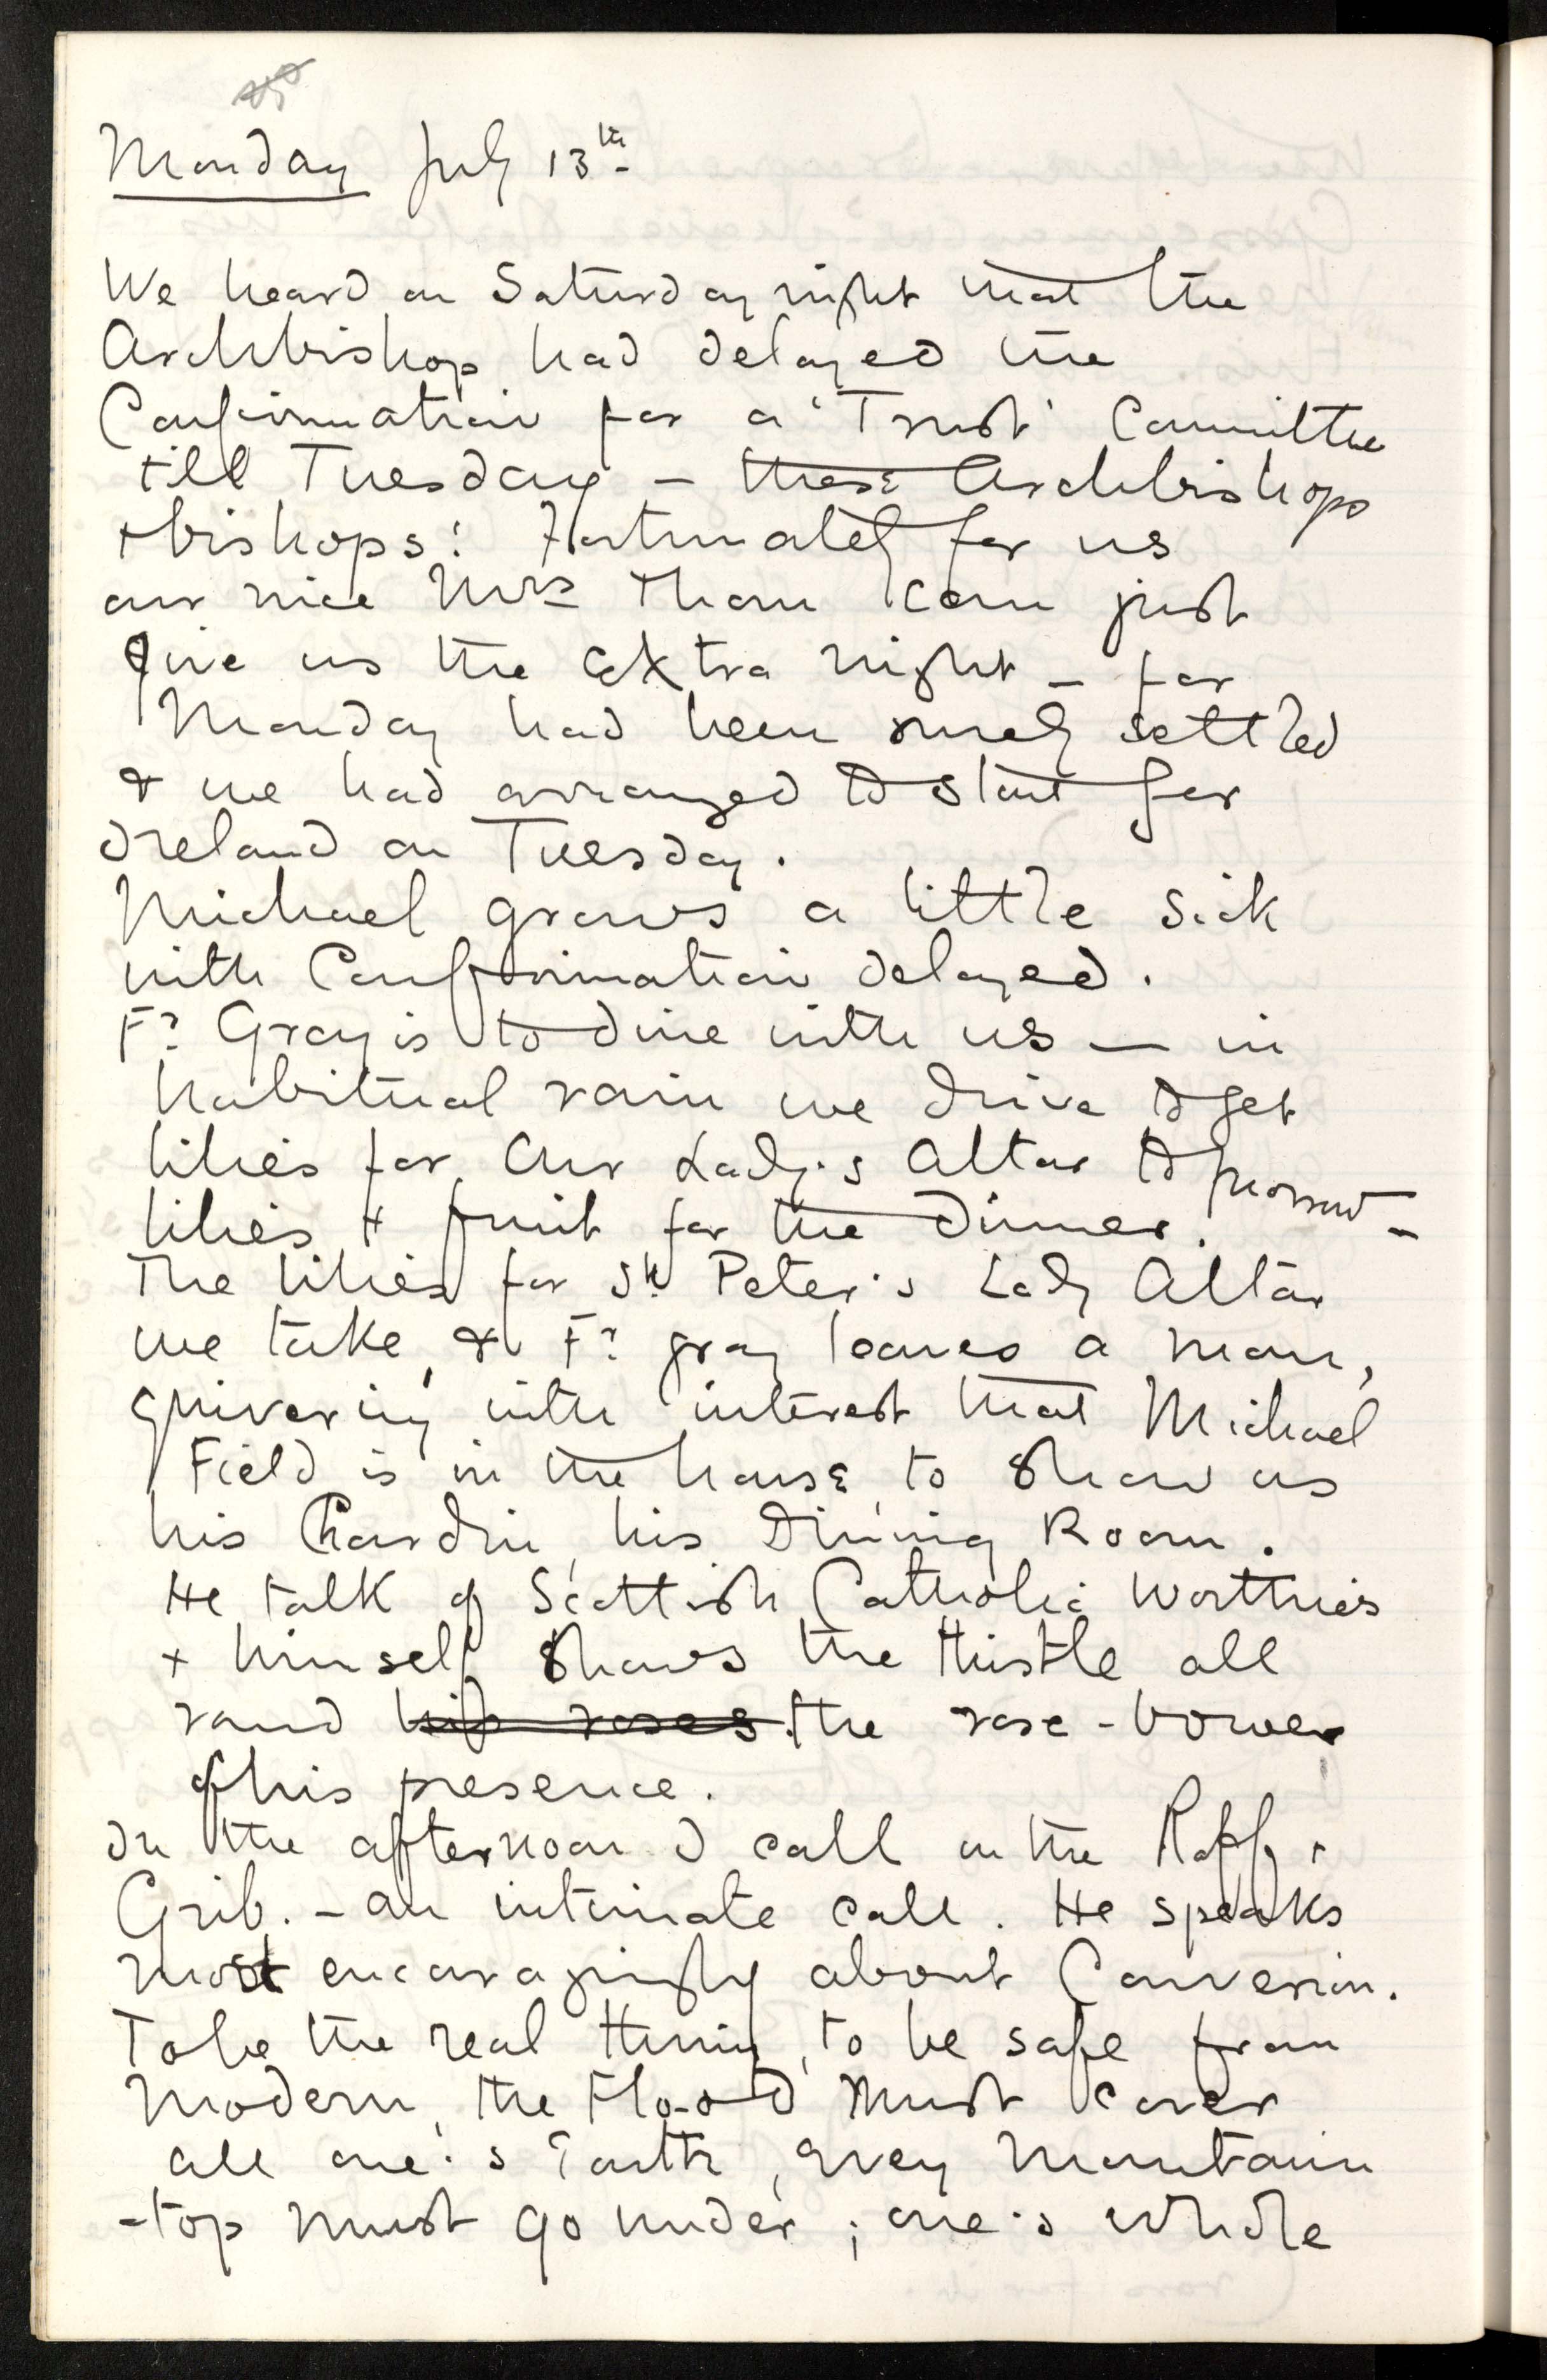 Monday July 13th
We heard on Saturday night that the
Archbishop had delayed the
Confirmation for a 'Trust' Committee
till Tuesday – these Archbishops
+ bishops! Fortunately for us
our nice Mrs Thom can just
give us the extra night – for
Monday had been surely settled
& we had arranged to start for
Ireland on Tuesday.
Michael grows a little sick
with Confirmation delayed.
Fr Gray is to dine with us – in
habitual rain we drive to get
lilies for Our Lady's Altar tomorrow –
lilies & fruit for the dinner.
The lilies for St Peter's Lady Altar
we take, & Fr Gray leaves a man,
quivering with interest that Michael
Field is in the house, to show us
his Chardin, his Dining Room.
He talk of Scottish Catholic Worthies
+ himself shows the thistle all
round his roses the rose-bower
of his presence.
In the afternoon I call on the Raff +
Grib. – an intimate call. He speaks
most encouragingly about Conversion.
To be the real thing, to be safe from
Modern, the Flood must cover
all one's Earth, every mountain
-top must go under; one's whole